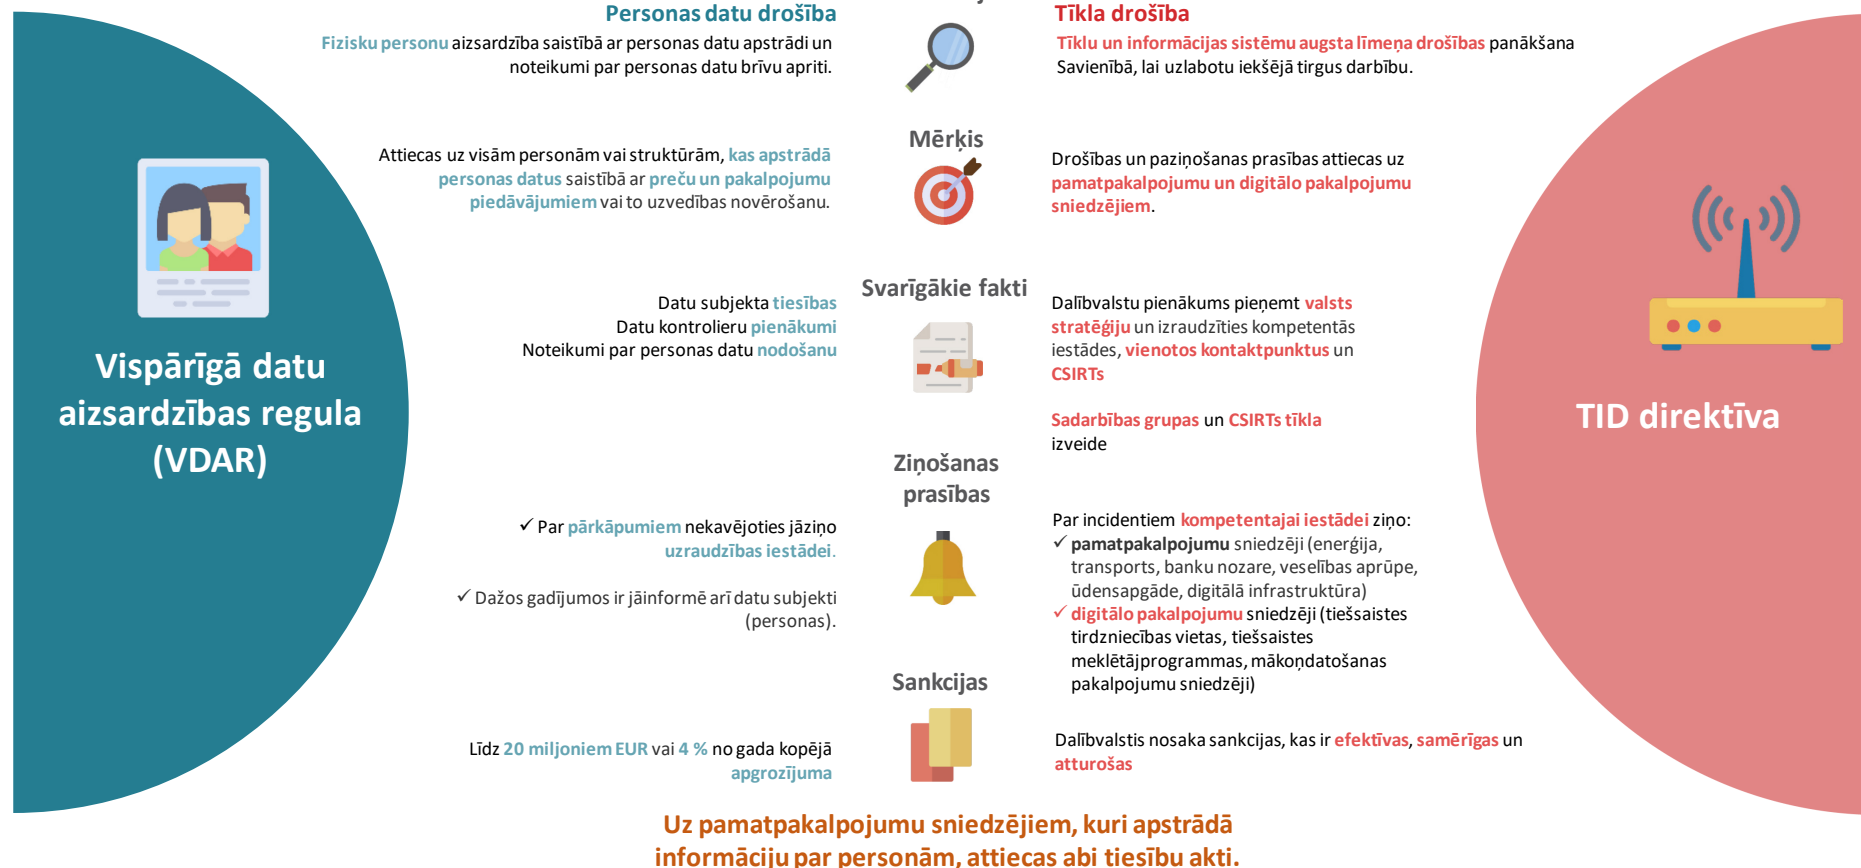 Personas datu drošība
Fizisku personu aizsardzība saistībā ar personas datu apstrādi un
noteikumi par personas datu brīvu apriti.
Tīkla drošība
Tīklu un informācijas sistēmu augsta līmeņa drošības panākšana
Savienībā, lai uzlabotu iekšējā tirgus darbību.
Mērķis
Attiecas uz visām personām vai struktūrām, kas apstrādā
personas datus saistībā ar preču un pakalpojumu
piedāvājumiem vai to uzvedības novērošanu.
Drošības un paziņošanas prasības attiecas uz
pamatpakalpojumu un digitālo pakalpojumu
sniedzējiem.
Svarīgākie fakti
Datu subjekta tiesības
Datu kontrolieru pienākumi
Noteikumi par personas datu nodošanu
Dalībvalstu pienākums pieņemt valsts
stratēģiju un izraudzīties kompetentās
iestādes, vienotos kontaktpunktus un
CSIRTs
Sadarbības grupas un CSIRTs tīkla
izveide
Vispārīgā datu
aizsardzības regula
(VDAR)
TID direktīva
Ziņošanas
prasības
✓ Par pārkāpumiem nekavējoties jāziņo
uzraudzības iestādei.
✓ Dažos gadījumos ir jāinformē arī datu subjekti
(personas).
Par incidentiem kompetentajai iestādei ziņo:
✓ pamatpakalpojumu sniedzēji (enerģija,
transports, banku nozare, veselības aprūpe,
ūdensapgāde, digitālā infrastruktūra)
✓ digitālo pakalpojumu sniedzēji (tiešsaistes
tirdzniecības vietas, tiešsaistes
meklētājprogrammas, mākoņdatošanas
pakalpojumu sniedzēji)
Sankcijas
Līdz 20 miljoniem EUR vai 4 % no gada kopējā
apgrozījuma
Dalībvalstis nosaka sankcijas, kas ir efektīvas, samērīgas un
atturošas
Uz pamatpakalpojumu sniedzējiem, kuri apstrādā
informāciju par personām, attiecas abi tiesību akti.